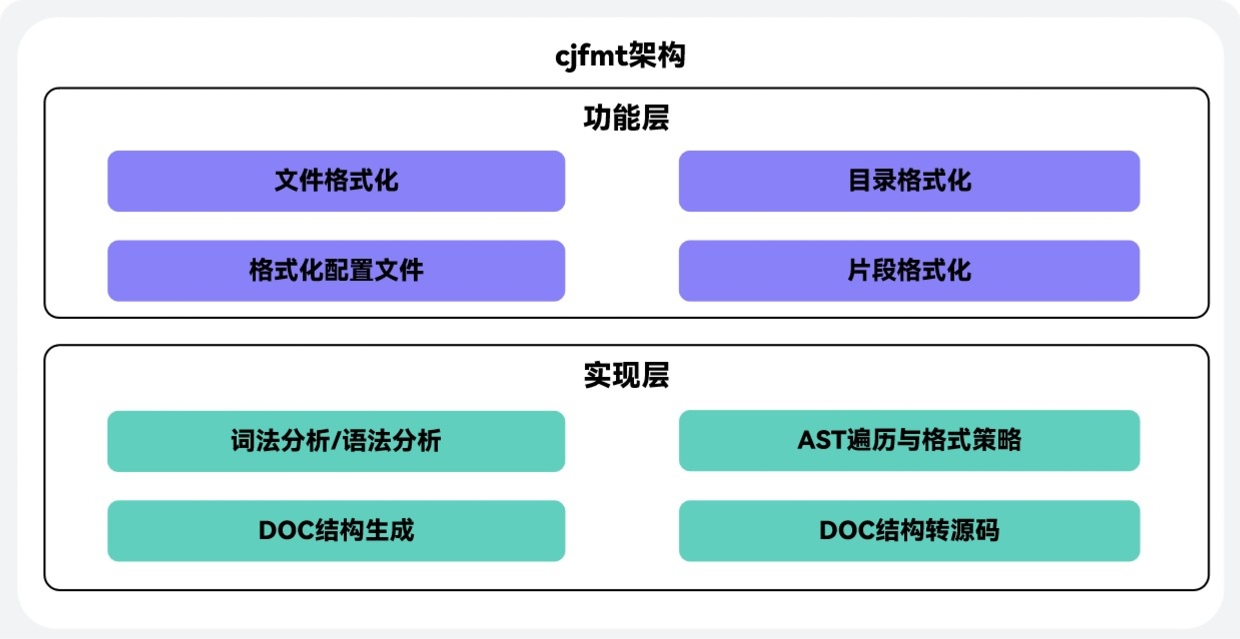 cjfmt架构
功能层
文件格式化
目录格式化
格式化配置文件
片段格式化
实现层
词法分析/语法分析
AST遍历与格式策略
DOC结构生成
DOC结构转源码